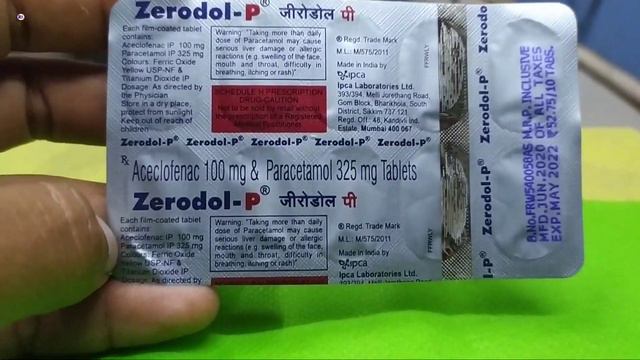 Zerodol-P® जीरोडोल पी
Each film-coated tablet
contains:
Aceclofenac IP 100 mg
Paracetamol IP 325 mg
Colours: Ferric Oxide
Yellow USP-NF &
Titanium Dioxide IP
Dosage: As directed by
the Physician
Store in a dry place,
protect from sunlight
Keep out of reach of
children
Warning: "Taking more than daily
dose of Paracetamol may cause
serious liver damage or allergic
reactions (e.g. swelling of the face,
mouth and throat, difficulty in
breathing, itching or rash)"
SCHEDULE H PRESCRIPTION
DRUG-CAUTION
Not to be sold by retail without
the prescription of a Registered
Medical Practitioner
® Regd. Trade Mark
M.L.: M/575/2011
Made in India by
ipca
Ipca Laboratories Ltd.
393/394, Melli Jorethang Road,
Gom Block, Bharikhola, South
District, Sikkim-737 121
Regd. Off.: 48, Kandivli Ind.
Estate, Mumbai 400 067
Zerodol-P® Zerodol-P® Zerodol-P® Zerodol-P® Zerodol-P®
Rx Aceclofenac 100 mg & Paracetamol 325 mg Tablets
Zerodol-P® जीरोडोल पी
Each film-coated tablet
contains:
Aceclofenac IP 100 mg
Paracetamol IP 325 mg
Colours: Ferric Oxide
Yellow USP-NF &
Titanium Dioxide IP
Dosage: As directed by
Warning: "Taking more than daily
dose of Paracetamol may cause
serious liver damage or allergic
reactions (e.g. swelling of the face,
mouth and throat, difficulty in
breathing, itching or rash)"
® Regd. Trade Mark
M.L.: M/575/2011
Made in India by
ipca
Ipca Laboratories Ltd.
393/394, Melli Jorethang Road
FFRWLY
FFRWLY
Zerodol-P®
Zerodol-P®
l-P®
B.NO.FRW540058AS M.R.P. INCLUSIVE
MFD.JUN.2020 OF ALL TAXES
EXP.MAY 2022 ₹52.75/10 TABS.